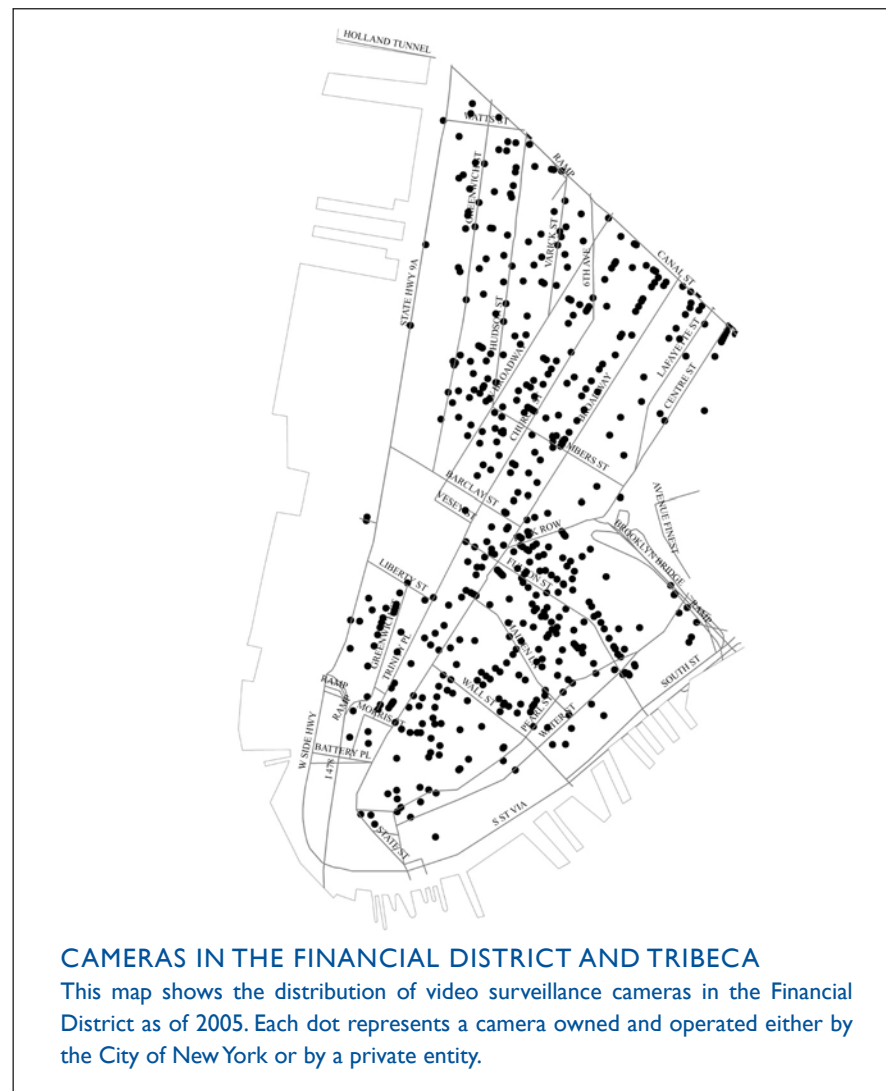 HOLLAND TUNNEL
WATTS ST
RAMP
GREENWICH ST
VARICK ST
6TH AVE
CANAL ST
STATE HWY 9A
HUDSON ST
LAFAYETTE ST
BROADWAY
CENTRE ST
CHURCH ST
BROADWAY
MBERS ST
BARCLAY ST
VESEY ST
AVENUE FINEST
K ROW
BROOKLYN BRIDGE
FULTON ST
LIBERTY ST
RAMP
GREENWICH
MAIDEN LN
TRINITY PL
SOUTH ST
WALL ST
RAMP
RAMP
PEARL ST
MORRIS ST
WATER ST
W SIDE HWY
BATTERY PL
I 478
S ST VIA
STATE ST
CAMERAS IN THE FINANCIAL DISTRICT AND TRIBECA
This map shows the distribution of video surveillance cameras in the Financial
District as of 2005. Each dot represents a camera owned and operated either by
the City of New York or by a private entity.